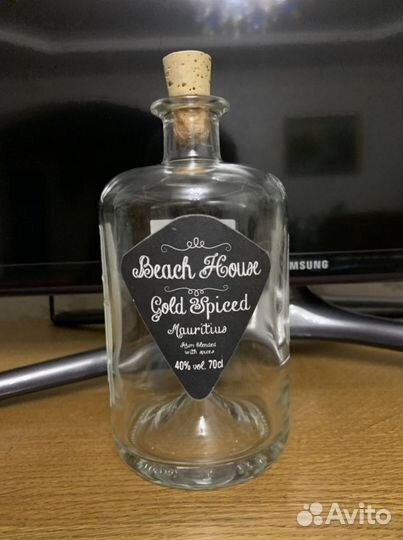 Beach House
Gold Spiced
Mauritius
Rum blended
with spices
40% vol. 70cl
SAMSUNG
Avito